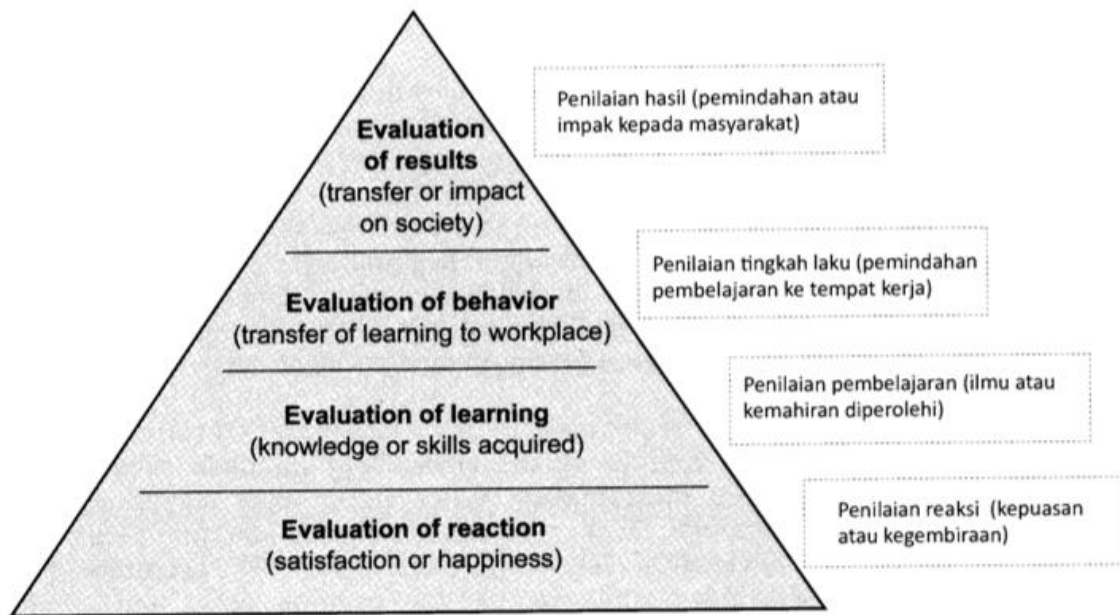 Evaluation
of results
(transfer or impact
on society)
Penilaian hasil (pemindahan atau
impak kepada masyarakat)
Evaluation of behavior
(transfer of learning to workplace)
Penilaian tingkah laku (pemindahan
pembelajaran ke tempat kerja)
Evaluation of learning
(knowledge or skills acquired)
Penilaian pembelajaran (ilmu atau
kemahiran diperolehi)
Evaluation of reaction
(satisfaction or happiness)
Penilaian reaksi (kepuasan
atau kegembiraan)